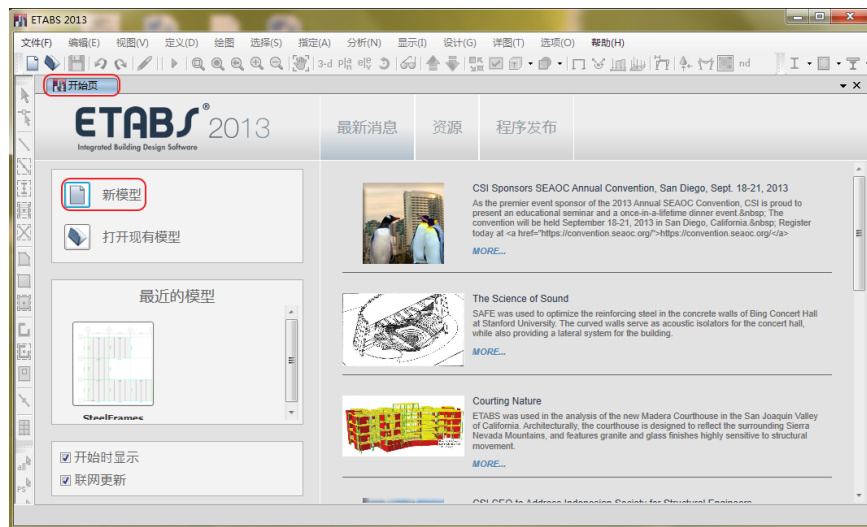 ETABS 2013
文件(F) 编辑(E) 视图(V) 定义(D) 绘图 选择(S) 指定(A) 分析(N) 显示(I) 设计(G) 详图(T) 选项(O) 帮助(H)
3-d nd
开始页
ETABS® 2013
Integrated Building Design Software
最新消息 资源 程序发布
新模型
打开现有模型
最近的模型
SteelFrames
开始时显示
联网更新
CSI Sponsors SEAOC Annual Convention, San Diego, Sept. 18-21, 2013
As the premier event sponsor of the 2013 Annual SEAOC Convention, CSI is proud to
present an educational seminar and a once-in-a-lifetime dinner event.&nbsp; The
convention will be held September 18-21, 2013 in San Diego, California.&nbsp; Register
today at <a href="https://convention.seaoc.org/">https://convention.seaoc.org/</a>
MORE...
The Science of Sound
SAFE was used to optimize the reinforcing steel in the concrete walls of Bing Concert Hall
at Stanford University. The curved walls serve as acoustic isolators for the concert hall,
while also providing a lateral system for the building.
MORE...
Courting Nature
ETABS was used in the analysis of the new Madera Courthouse in the San Joaquin Valley
of California. Architecturally, the courthouse is designed to reflect the surrounding Sierra
Nevada Mountains, and features granite and glass finishes highly sensitive to structural
movement.
MORE...
CSI CEO to Address Indonesian Society for Structural Engineers
all
PS